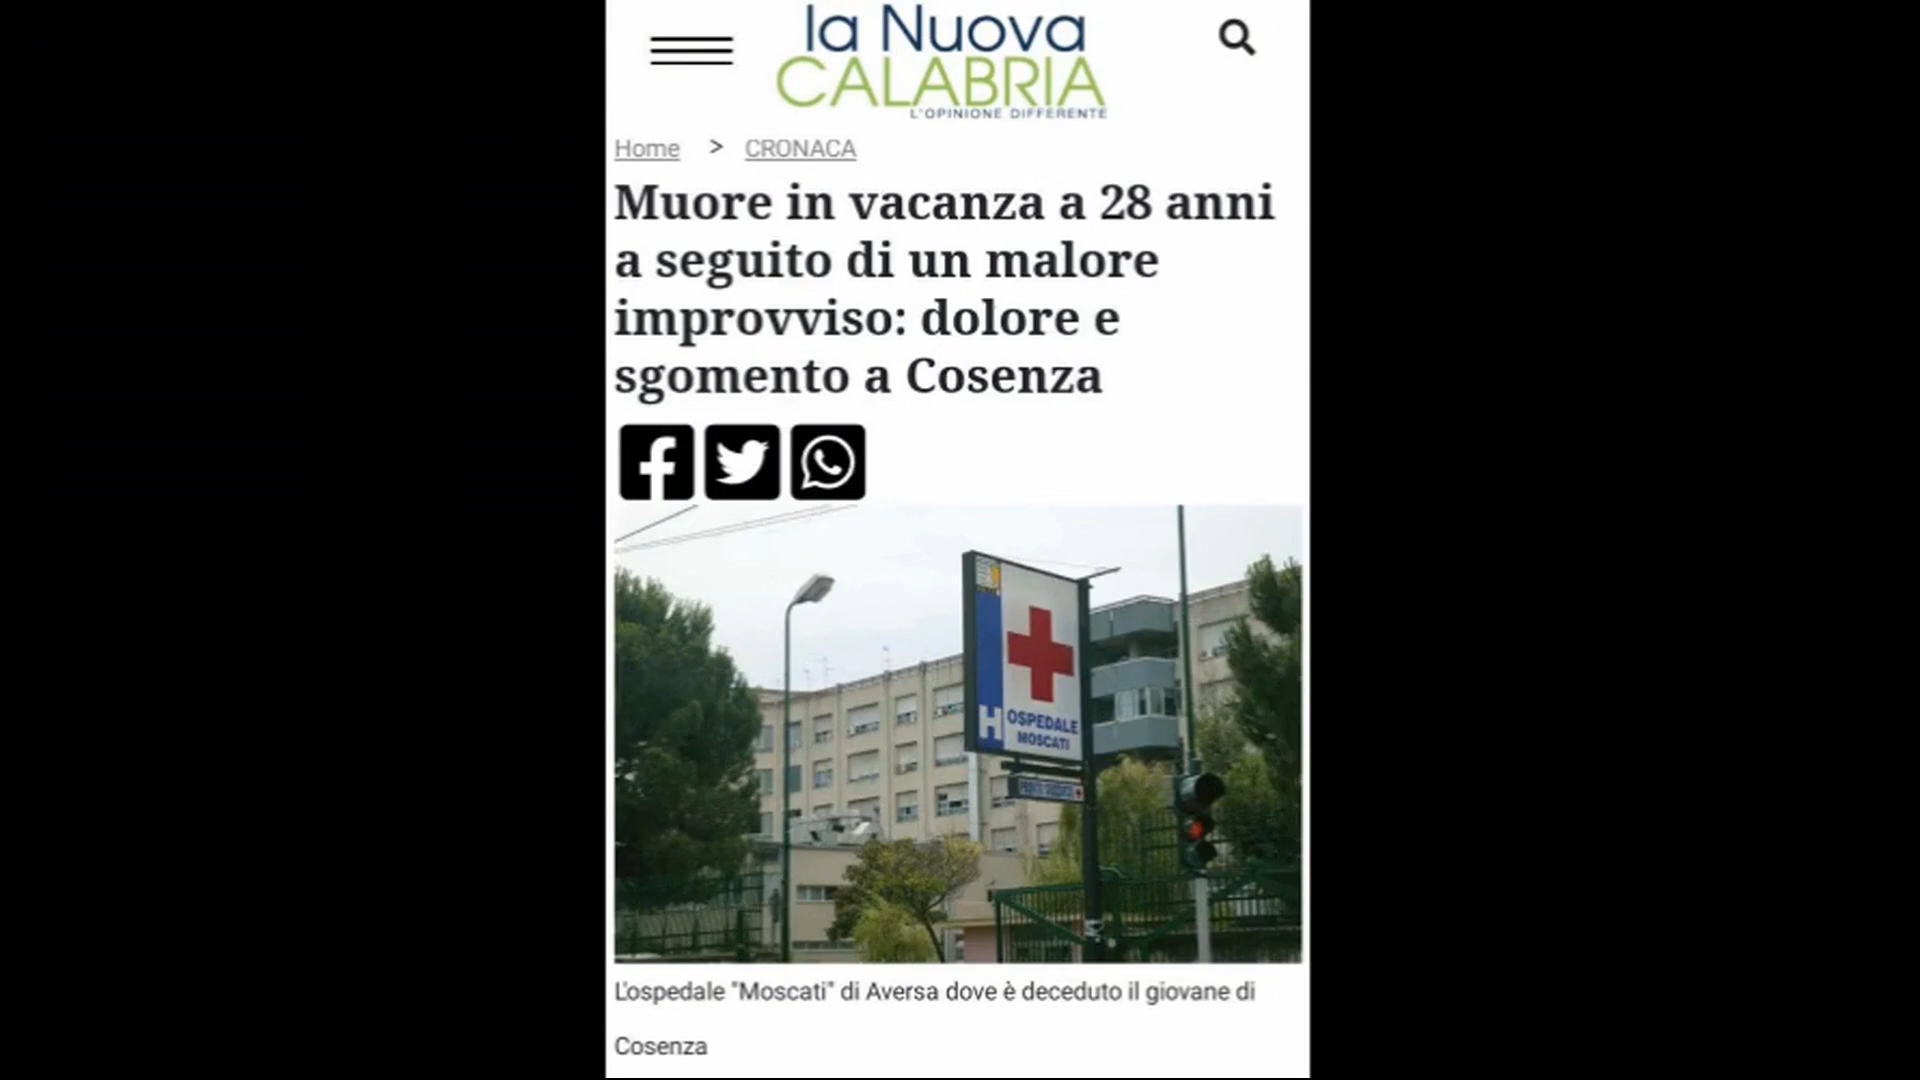 la Nuova
CALABRIA
L'OPINIONE DIFFERENTE
Home > CRONACA
Muore in vacanza a 28 anni
a seguito di un malore
improvviso: dolore e
sgomento a Cosenza
H OSPEDALE
MOSCATI
L'ospedale "Moscati" di Aversa dove è deceduto il giovane di
Cosenza